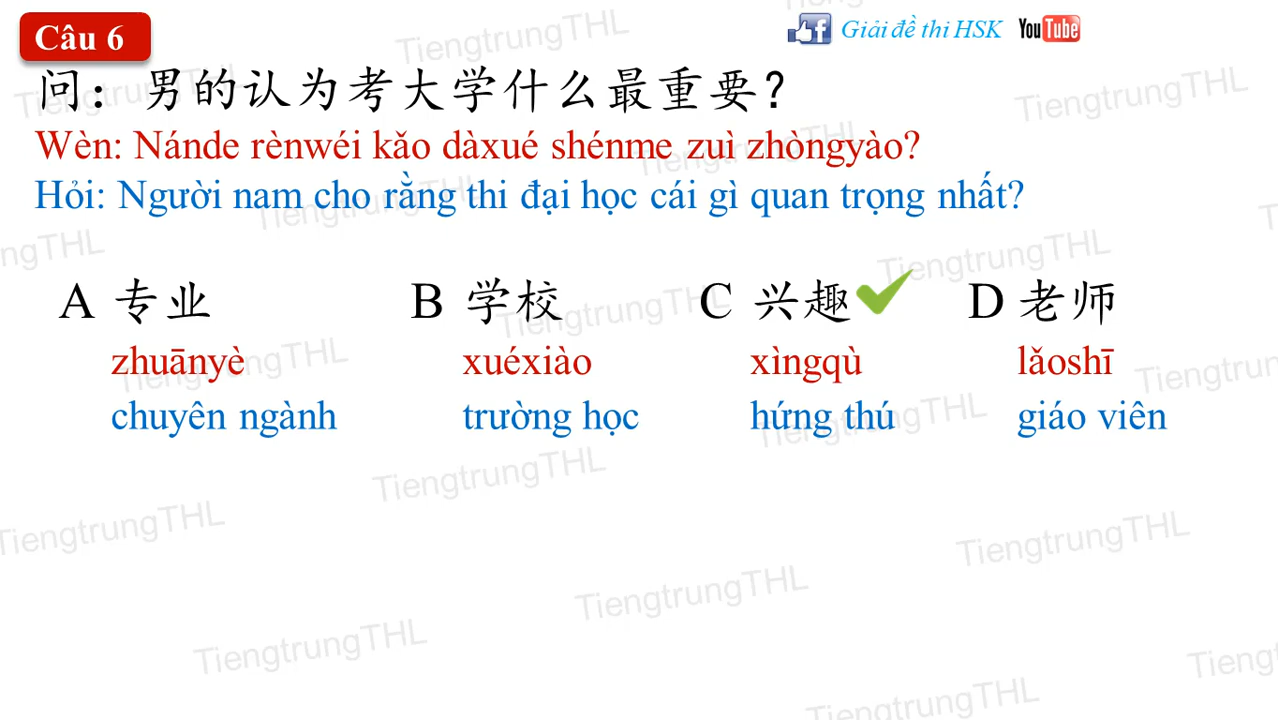 Câu 6
Giải đề thi HSK YouTube
问： 男的认为考大学什么最重要？
Wèn: Nánde rènwéi kǎo dàxué shénme zuì zhòngyào?
Hỏi: Người nam cho rằng thi đại học cái gì quan trọng nhất?
A 专业 B 学校 C 兴趣 D 老师
zhuānyè xuéxiào xìngqù lǎoshī
chuyên ngành trường học hứng thú giáo viên
TiengtrungTHL